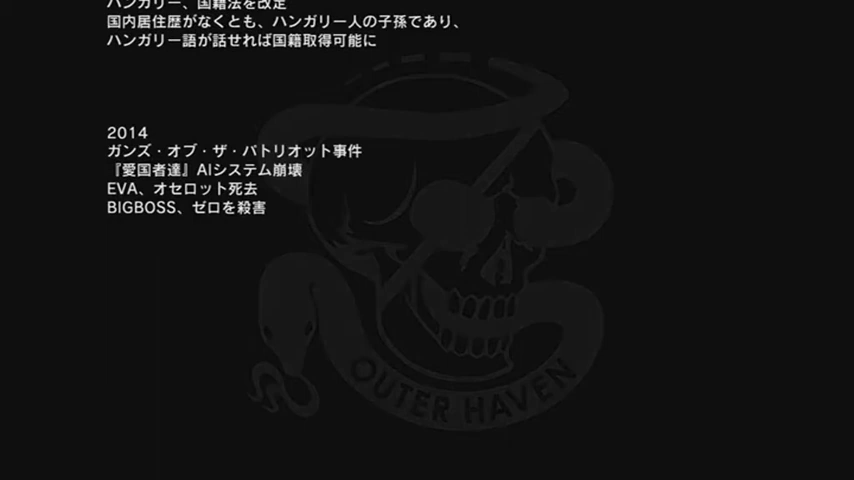 ハンガリー、国籍法を改定
国内居住歴がなくとも、ハンガリー人の子孫であり、
ハンガリー語が話せれば国籍取得可能に
2014
ガンズ・オブ・ザ・パトリオット事件
『愛国者達』AIシステム崩壊
EVA、オセロット死去
BIGBOSS、ゼロを殺害
OUTER HAVEN